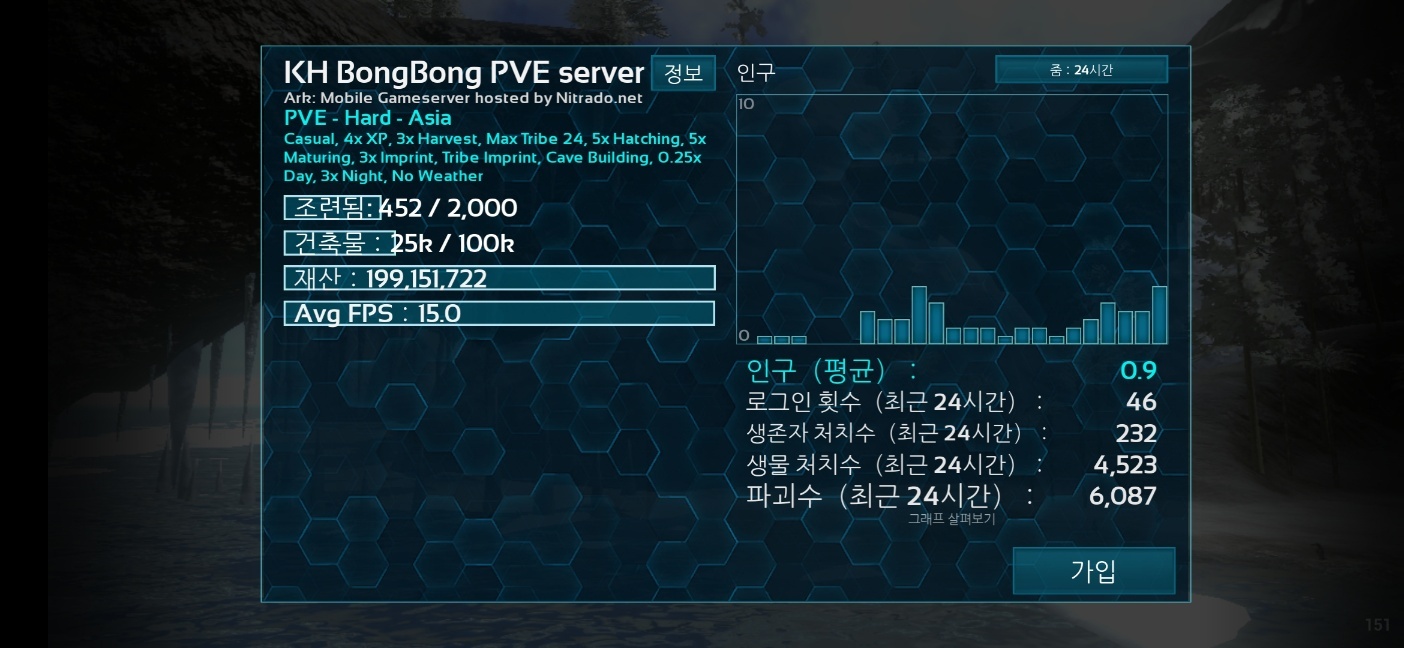 KH BongBong PVE server 정보
Ark: Mobile Gameserver hosted by Nitrado.net
PVE - Hard - Asia
Casual, 4x XP, 3x Harvest, Max Tribe 24, 5x Hatching, 5x
Maturing, 3x Imprint, Tribe Imprint, Cave Building, 0.25x
Day, 3x Night, No Weather
조련됨: 452 / 2,000
건축물 : 25k / 100k
재산 : 199,151,722
Avg FPS : 15.0
인구 줌 : 24시간
10
0
인구 (평균) : 0.9
로그인 횟수 (최근 24시간) : 46
생존자 처치수 (최근 24시간) : 232
생물 처치수 (최근 24시간) : 4,523
파괴수 (최근 24시간) : 6,087
그래프 살펴보기
가입
151